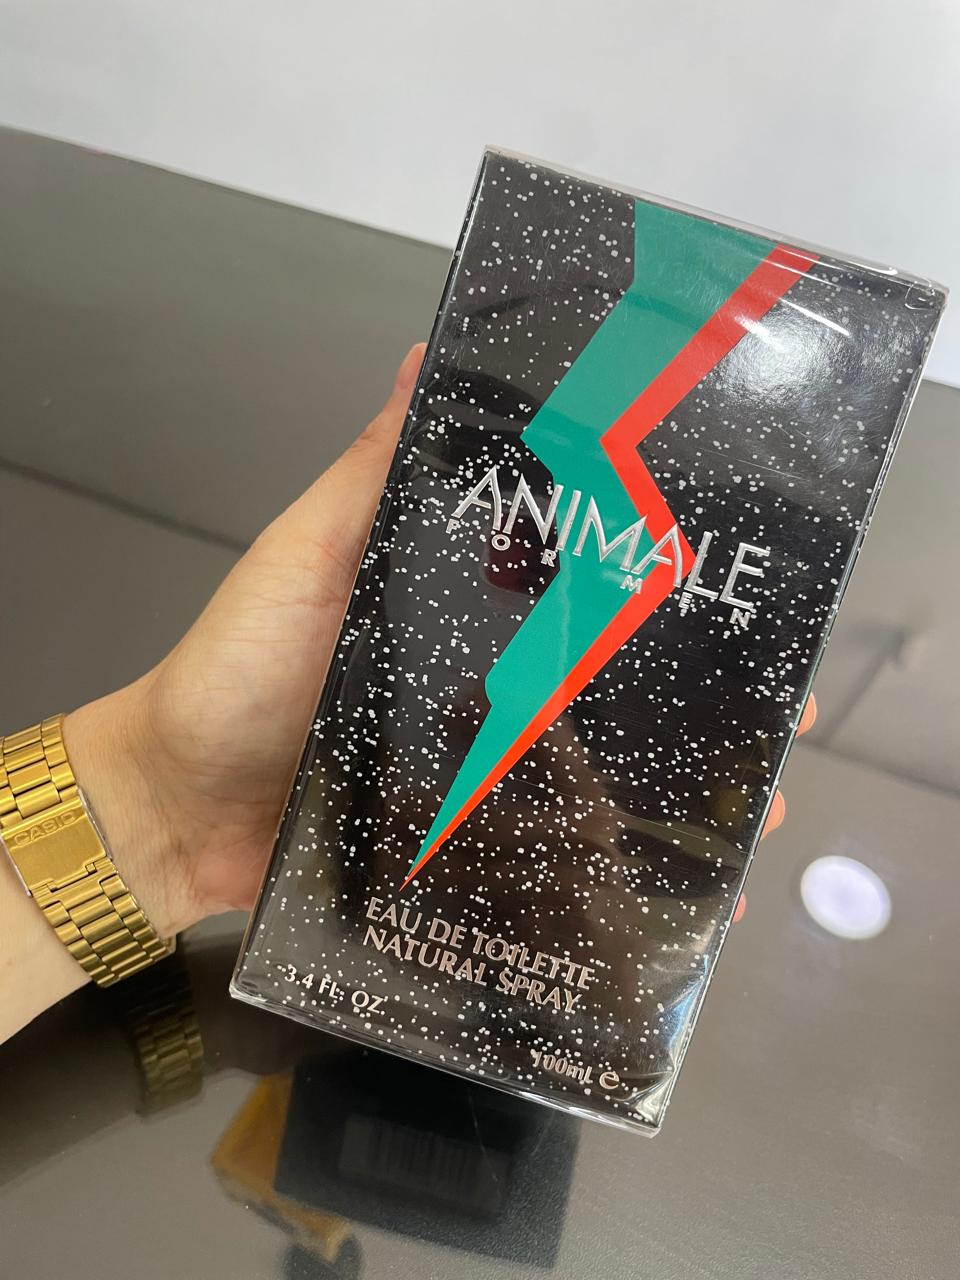 ANIMALE
FOR MEN
EAU DE TOILETTE
NATURAL SPRAY
3.4 FL. OZ
100mL ℮
CASIO